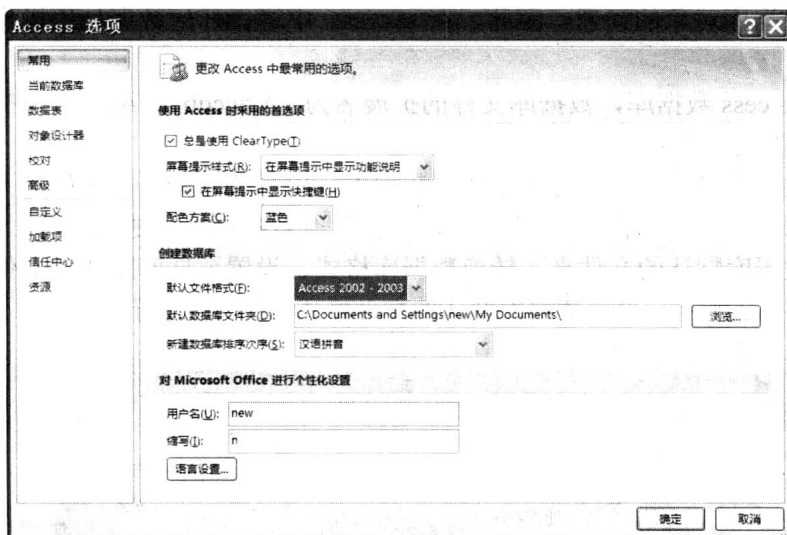 Access 选项
常用
当前数据库
数据表
对象设计器
校对
高级
自定义
加载项
信任中心
资源
更改 Access 中最常用的选项。
使用 Access 时采用的首选项
总是使用 ClearType(T)
屏幕提示样式(R): 在屏幕提示中显示功能说明
在屏幕提示中显示快捷键(H)
配色方案(C): 蓝色
创建数据库
默认文件格式(F): Access 2002 - 2003
默认数据库文件夹(D): C:\Documents and Settings\new\My Documents\ 浏览...
新建数据库排序次序(S): 汉语拼音
对 Microsoft Office 进行个性化设置
用户名(U): new
缩写(I): n
语言设置...
确定 取消